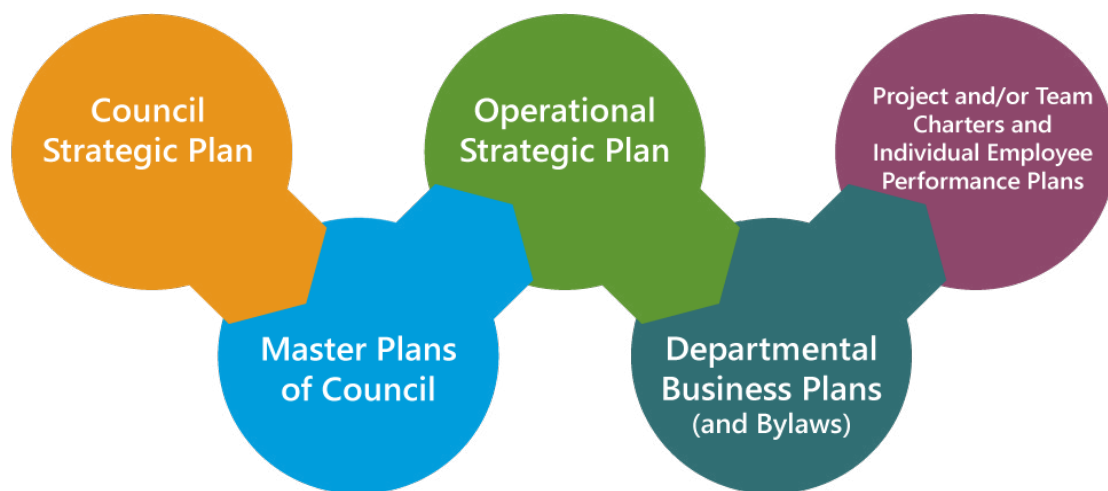 Council
Strategic Plan
Master Plans
of Council
Operational
Strategic Plan
Departmental
Business Plans
(and Bylaws)
Project and/or Team
Charters and
Individual Employee
Performance Plans